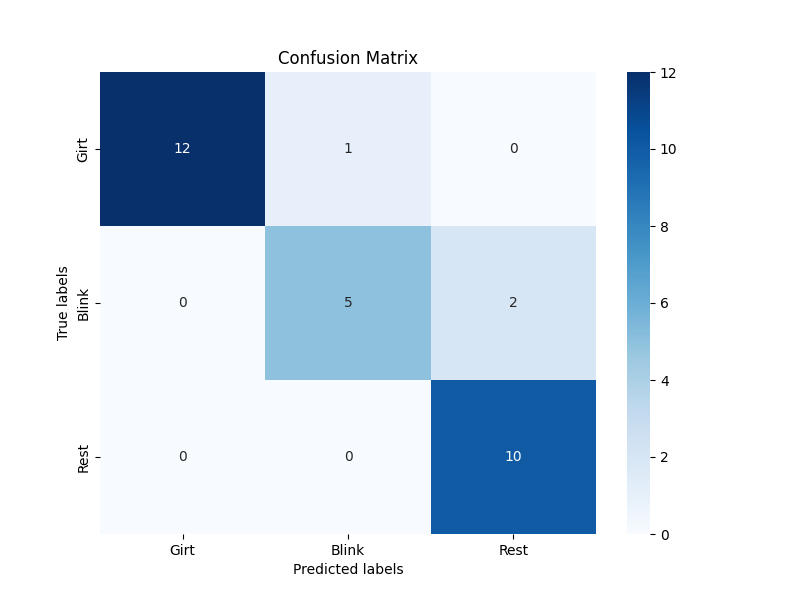 Confusion Matrix
True labels
Girt
12 1 0
Blink
0 5 2
Rest
0 0 10
Girt Blink Rest
Predicted labels
12
10
8
6
4
2
0